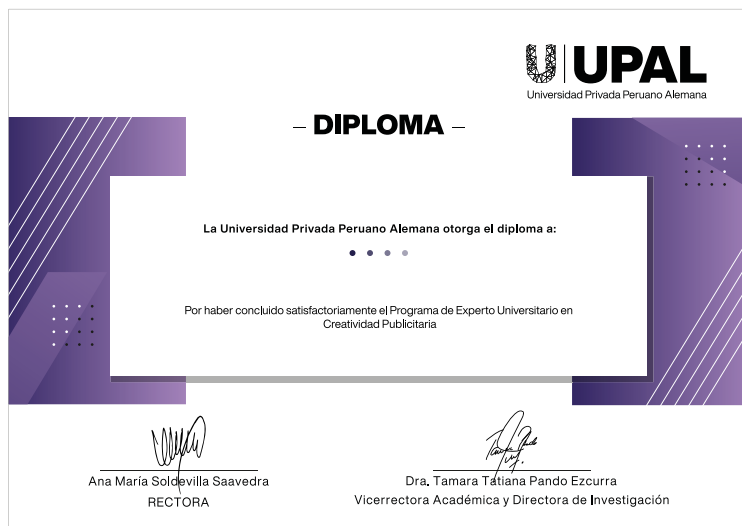 UPAL
Universidad Privada Peruano Alemana
– DIPLOMA –
La Universidad Privada Peruano Alemana otorga el diploma a:
Por haber concluido satisfactoriamente el Programa de Experto Universitario en
Creatividad Publicitaria
Ana María Soldevilla Saavedra
RECTORA
Dra. Tamara Tatiana Pando Ezcurra
Vicerrectora Académica y Directora de Investigación